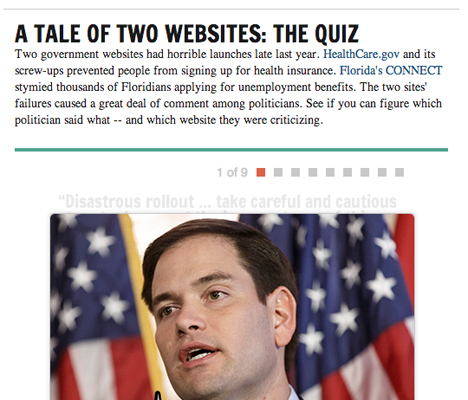 A TALE OF TWO WEBSITES: THE QUIZ
Two government websites had horrible launches late last year. HealthCare.gov and its
screw-ups prevented people from signing up for health insurance. Florida's CONNECT
stymied thousands of Floridians applying for unemployment benefits. The two sites'
failures caused a great deal of comment among politicians. See if you can figure which
politician said what -- and which website they were criticizing.
1 of 9
"Disastrous rollout ... take careful and cautious